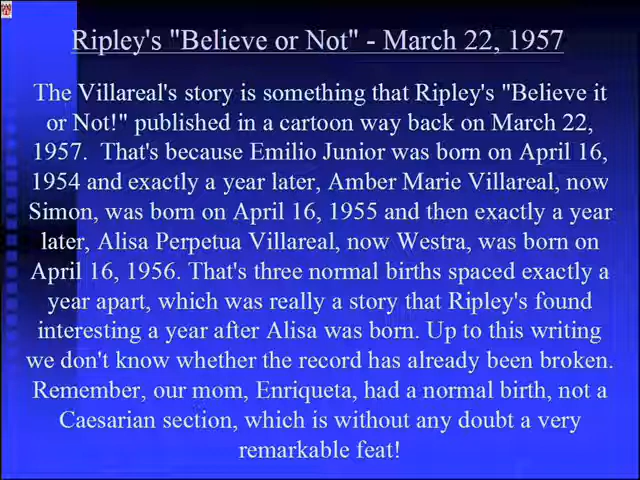 Ripley's "Believe or Not" - March 22, 1957
The Villareal's story is something that Ripley's "Believe it
or Not!" published in a cartoon way back on March 22,
1957.  That's because Emilio Junior was born on April 16,
1954 and exactly a year later, Amber Marie Villareal, now
Simon, was born on April 16, 1955 and then exactly a year
later, Alisa Perpetua Villareal, now Westra, was born on
April 16, 1956. That's three normal births spaced exactly a
year apart, which was really a story that Ripley's found
interesting a year after Alisa was born. Up to this writing
we don't know whether the record has already been broken.
Remember, our mom, Enriqueta, had a normal birth, not a
Caesarian section, which is without any doubt a very
remarkable feat!